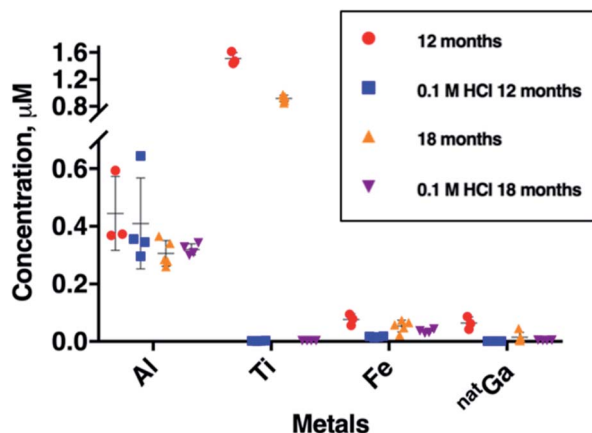 Concentration, μM
1.6
1.2
0.8
0.6
0.4
0.2
0.0
Al
Ti
Fe
natGa
Metals
12 months
0.1 M HCl 12 months
18 months
0.1 M HCl 18 months